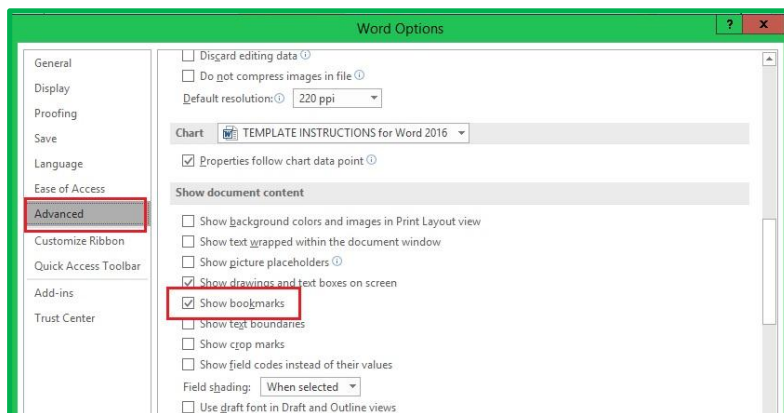 Word Options
? x
General
Display
Proofing
Save
Language
Ease of Access
Advanced
Customize Ribbon
Quick Access Toolbar
Add-ins
Trust Center
Discard editing data
Do not compress images in file
Default resolution: 220 ppi
Chart TEMPLATE INSTRUCTIONS for Word 2016
Properties follow chart data point
Show document content
Show background colors and images in Print Layout view
Show text wrapped within the document window
Show picture placeholders
Show drawings and text boxes on screen
Show bookmarks
Show text boundaries
Show crop marks
Show field codes instead of their values
Field shading: When selected
Use draft font in Draft and Outline views